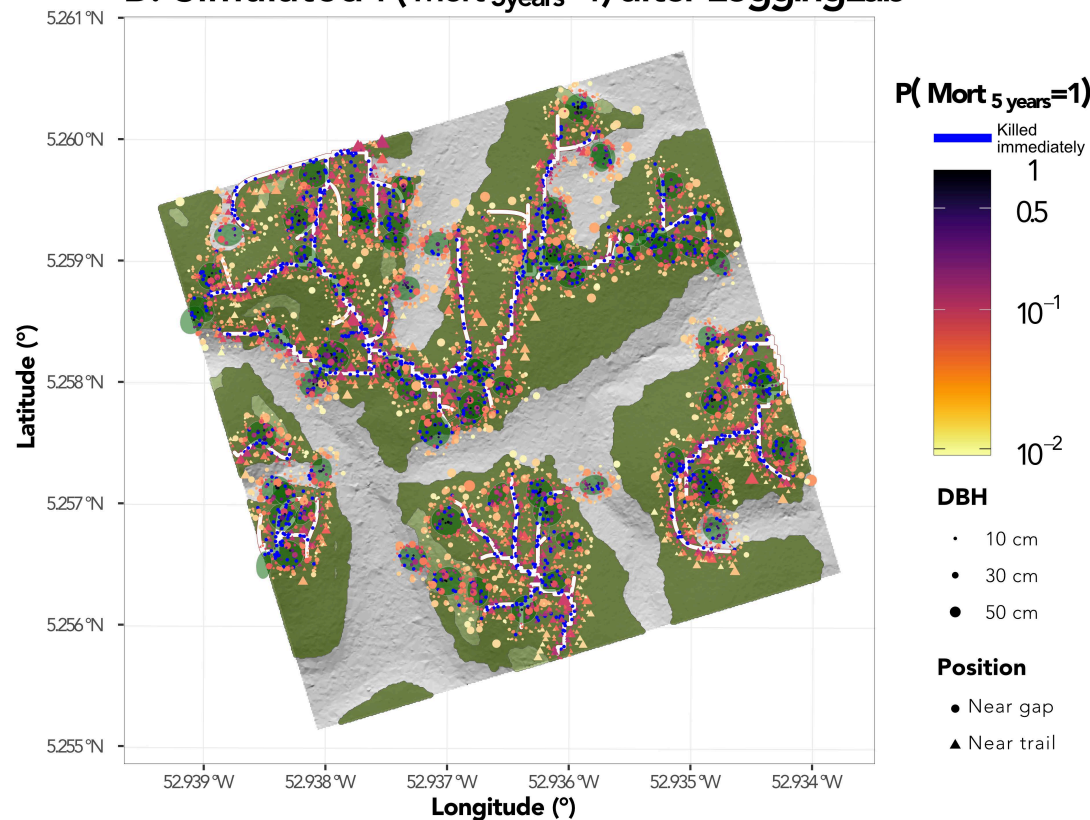 5.261°N
5.260°N
5.259°N
5.258°N
5.257°N
5.256°N
5.255°N
Latitude (°)
52.939°W 52.938°W 52.937°W 52.936°W 52.935°W 52.934°W
Longitude (°)
P( Mort 5 years=1)
Killed
immediately
1
0.5
10⁻¹
10⁻²
DBH
10 cm
30 cm
50 cm
Position
Near gap
Near trail